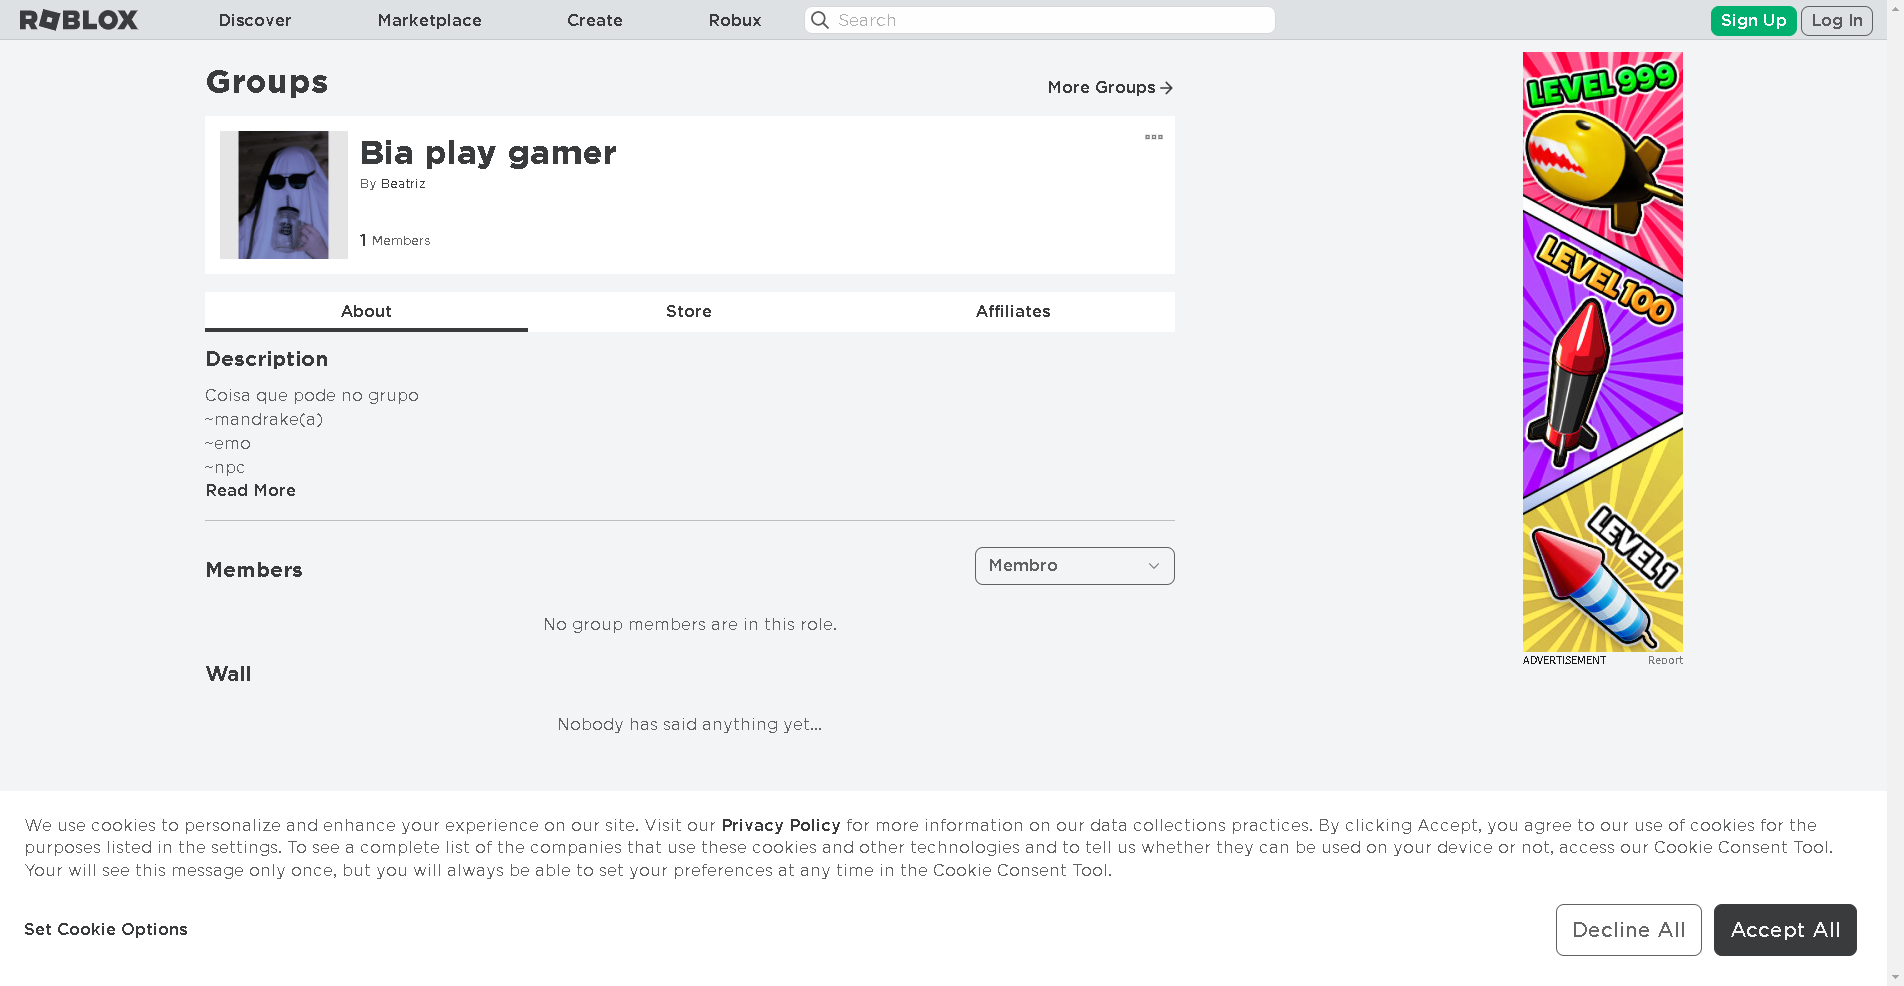 ROBLOX
Discover
Marketplace
Create
Robux
Search
Sign Up
Log In
Groups
More Groups
Bia play gamer
By Beatriz
1 Members
About
Store
Affiliates
Description
Coisa que pode no grupo
~mandrake(a)
~emo
~npc
Read More
Members
Membro
No group members are in this role.
Wall
Nobody has said anything yet...
LEVEL 999
LEVEL 100
LEVEL 1
ADVERTISEMENT
Report
We use cookies to personalize and enhance your experience on our site. Visit our Privacy Policy for more information on our data collections practices. By clicking Accept, you agree to our use of cookies for the
purposes listed in the settings. To see a complete list of the companies that use these cookies and other technologies and to tell us whether they can be used on your device or not, access our Cookie Consent Tool.
Your will see this message only once, but you will always be able to set your preferences at any time in the Cookie Consent Tool.
Set Cookie Options
Decline All
Accept All